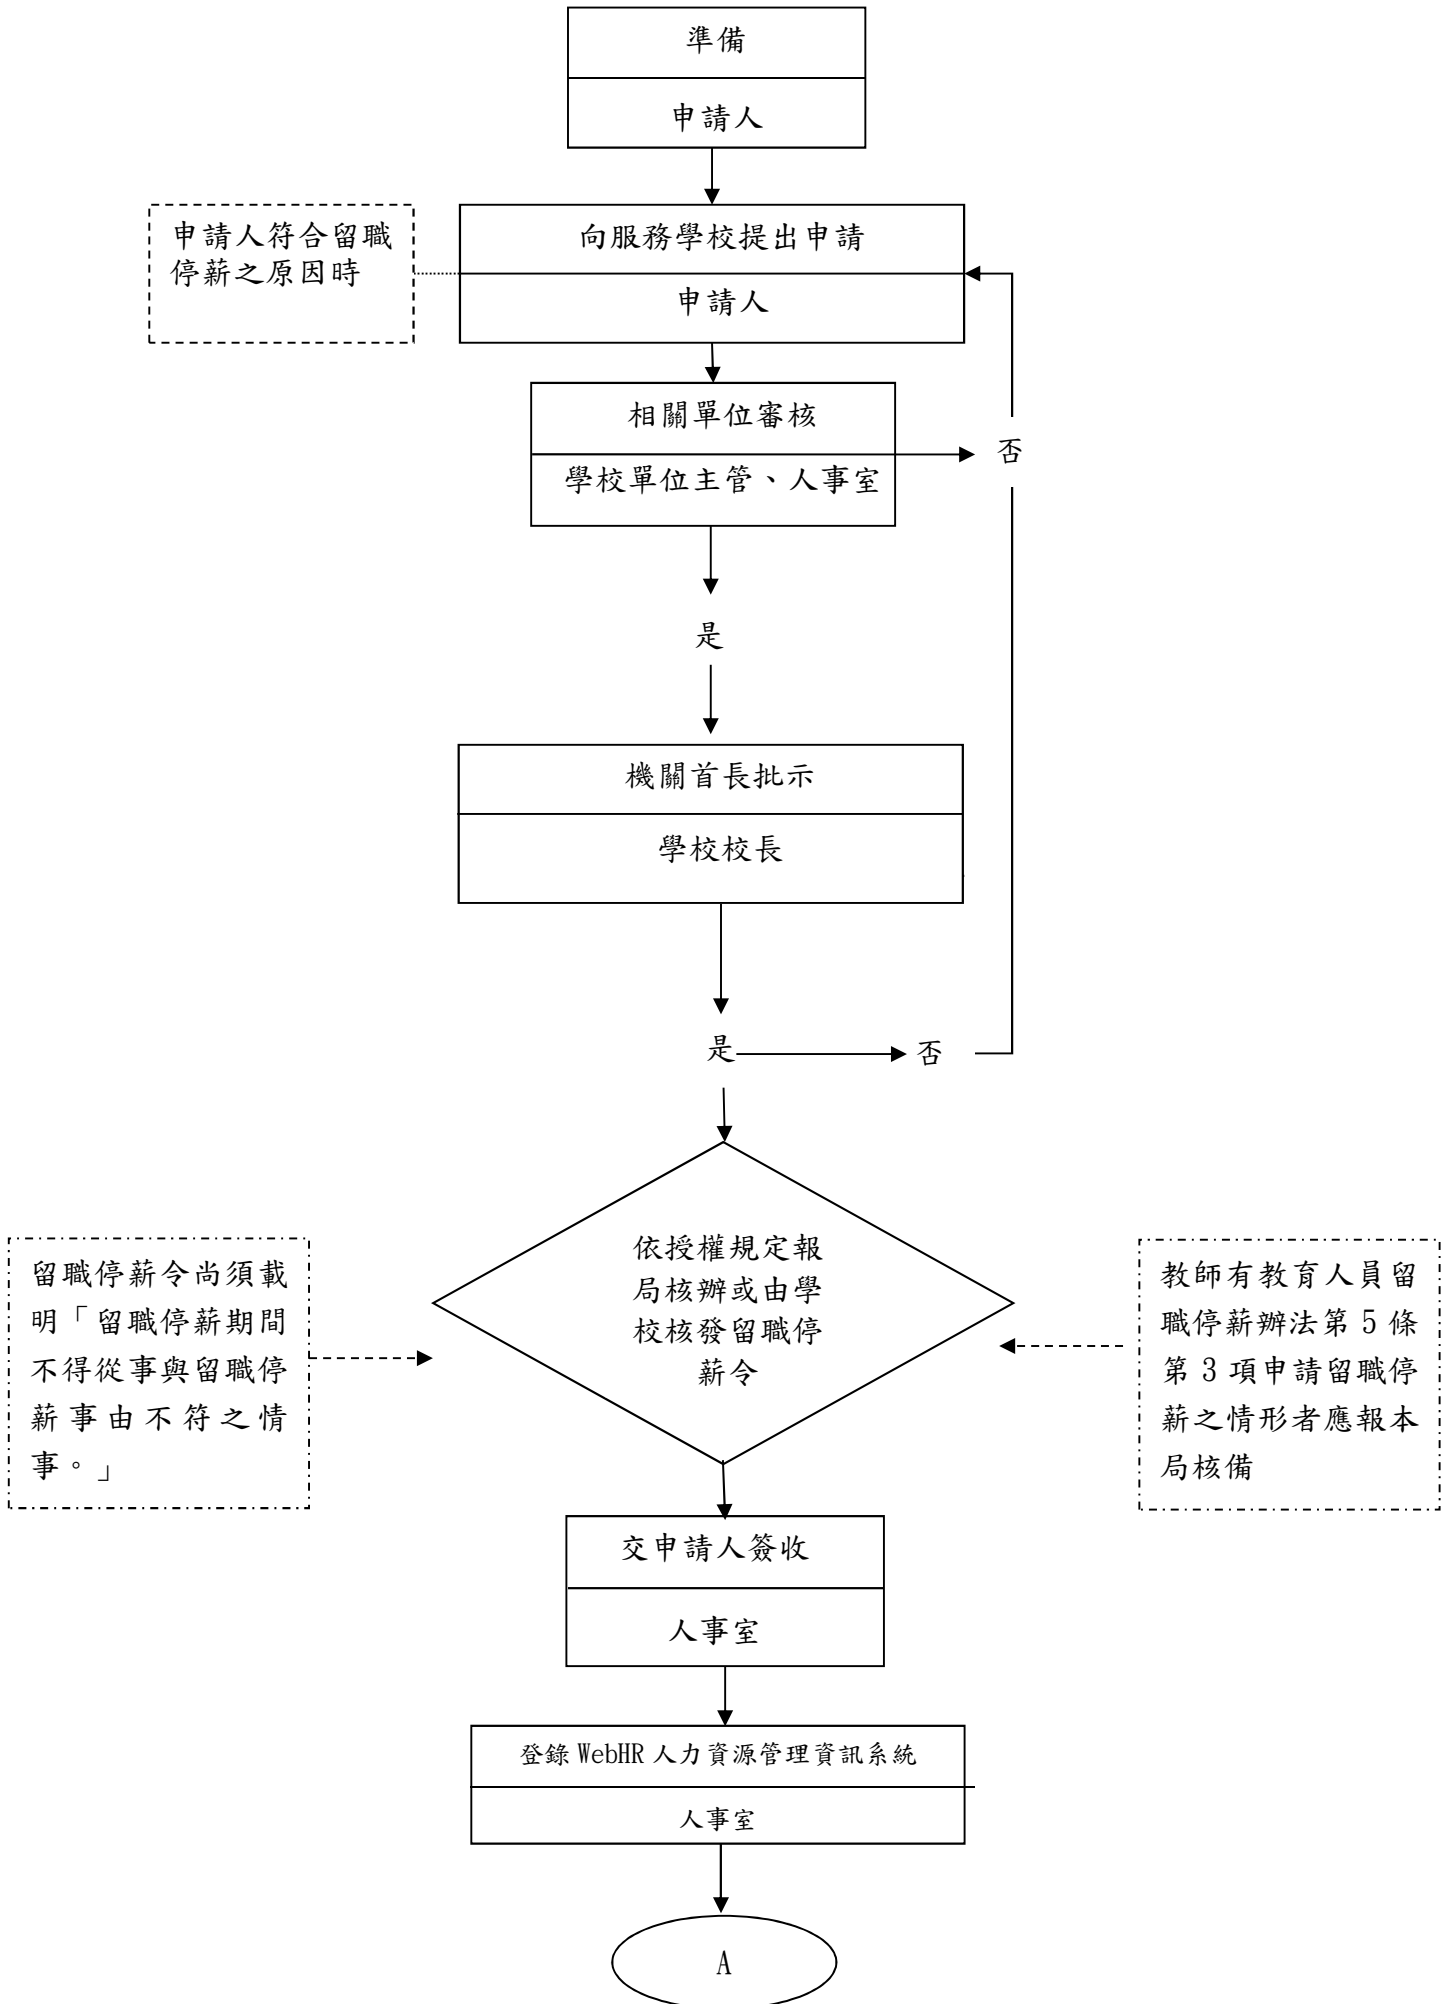 準備
申請人
申請人符合留職
停薪之原因時
向服務學校提出申請
申請人
相關單位審核
學校單位主管、人事室
否
是
機關首長批示
學校校長
是
否
依授權規定報
局核辦或由學
校核發留職停
薪令
留職停薪令尚須載
明「留職停薪期間
不得從事與留職停
薪事由不符之情
事。」
教師有教育人員留
職停薪辦法第 5 條
第 3 項申請留職停
薪之情形者應報本
局核備
交申請人簽收
人事室
登錄 WebHR 人力資源管理資訊系統
人事室
A